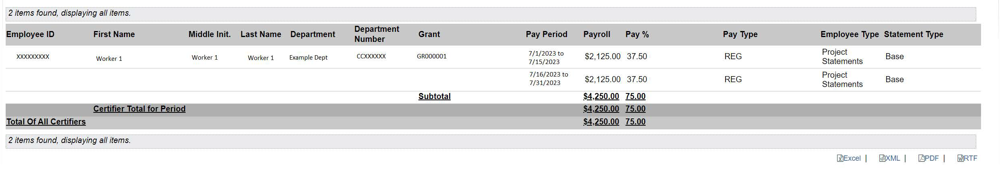 2 items found, displaying all items.
Employee ID First Name Middle Init. Last Name Department Department Number Grant Pay Period Payroll Pay % Pay Type Employee Type Statement Type
XXXXXXXXX Worker 1 Worker 1 Worker 1 Example Dept CCXXXXXX GR000001 7/1/2023 to 7/15/2023 $2,125.00 37.50 REG Project Statements Base
7/16/2023 to 7/31/2023 $2,125.00 37.50 REG Project Statements Base
Subtotal $4,250.00 75.00
Certifier Total for Period $4,250.00 75.00
Total Of All Certifiers $4,250.00 75.00
2 items found, displaying all items.
Excel | XML | PDF | RTF